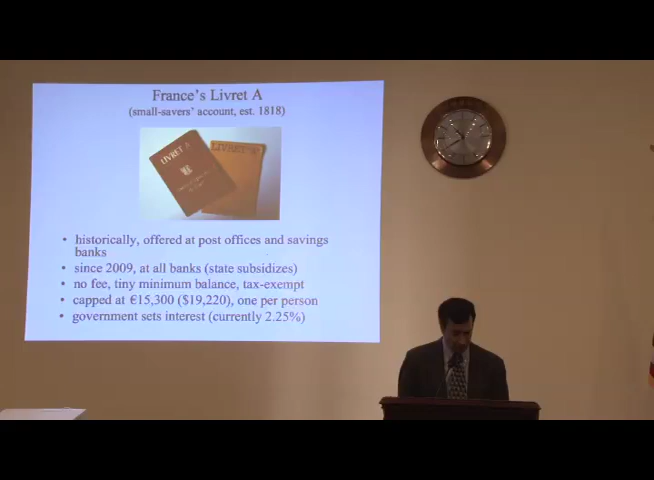 France's Livret A
(small-savers' account, est. 1818)
LIVRET A
LIVRET A
• historically, offered at post offices and savings
banks
• since 2009, at all banks (state subsidizes)
• no fee, tiny minimum balance, tax-exempt
• capped at €15,300 ($19,220), one per person
• government sets interest (currently 2.25%)